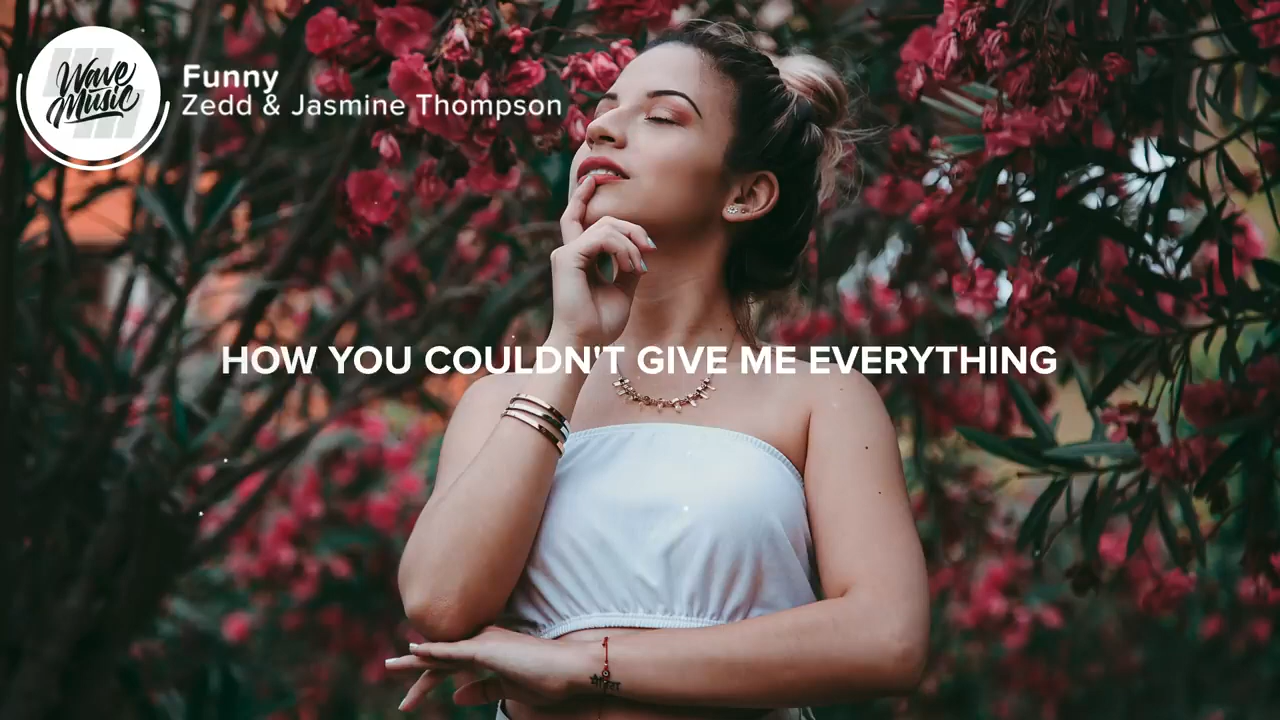 Wave
Music
Funny
Zedd & Jasmine Thompson
HOW YOU COULDN'T GIVE ME EVERYTHING